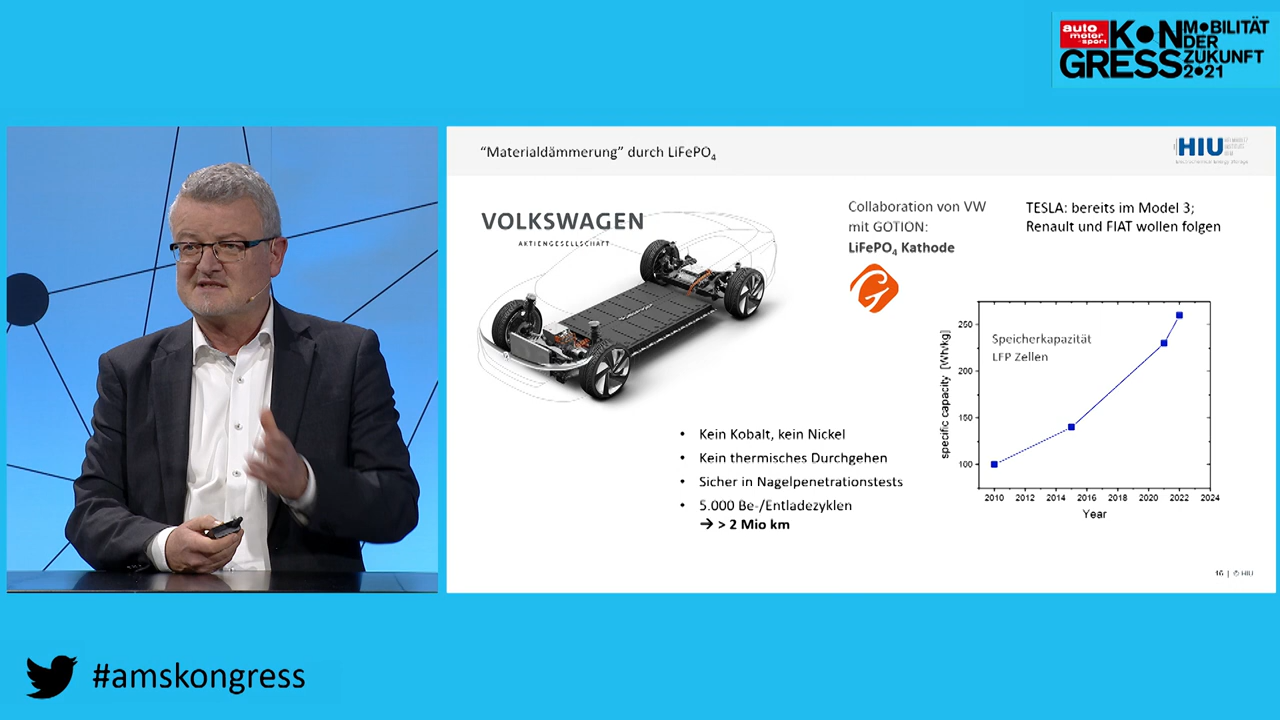 auto
motor
sport
KONGRESS
MOBILITÄT
DER
ZUKUNFT
2021
“Materialdämmerung” durch LiFePO₄
HIU
VOLKSWAGEN
AKTIENGESELLSCHAFT
Collaboration von VW
mit GOTION:
LiFePO₄ Kathode
TESLA: bereits im Model 3;
Renault und FIAT wollen folgen
Speicherkapazität
LFP Zellen
specific capacity [Wh/kg]
250
200
150
100
2010 2012 2014 2016 2018 2020 2022 2024
Year
• Kein Kobalt, kein Nickel
• Kein thermisches Durchgehen
• Sicher in Nagelpenetrationstests
• 5.000 Be-/Entladezyklen
→ > 2 Mio km
16 | © HIU
#amskongress